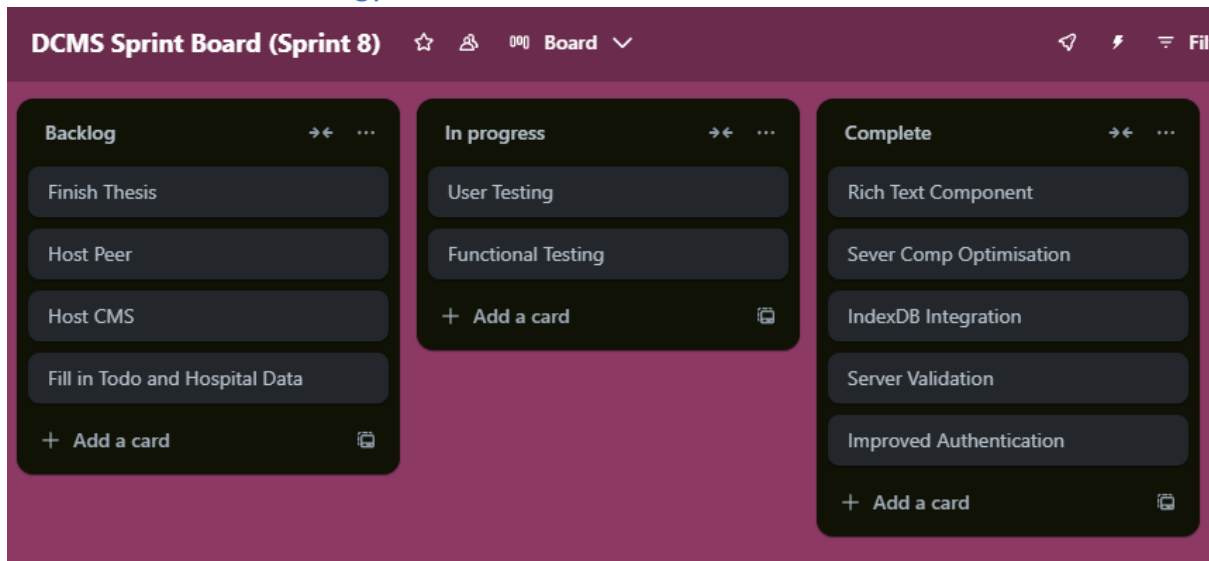 DCMS Sprint Board (Sprint 8) Board Fil
Backlog
Finish Thesis
Host Peer
Host CMS
Fill in Todo and Hospital Data
+ Add a card
In progress
User Testing
Functional Testing
+ Add a card
Complete
Rich Text Component
Sever Comp Optimisation
IndexDB Integration
Server Validation
Improved Authentication
+ Add a card